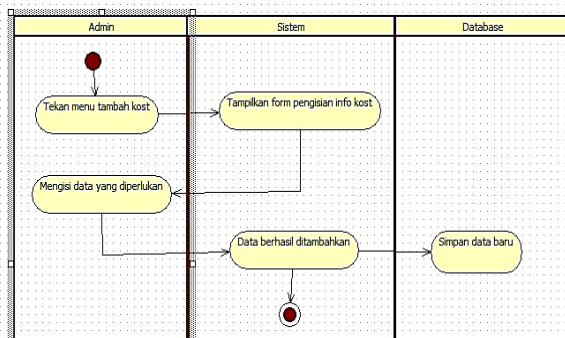 Admin
Sistem
Database
Tekan menu tambah kost
Tampilkan form pengisian info kost
Mengisi data yang diperlukan
Data berhasil ditambahkan
Simpan data baru